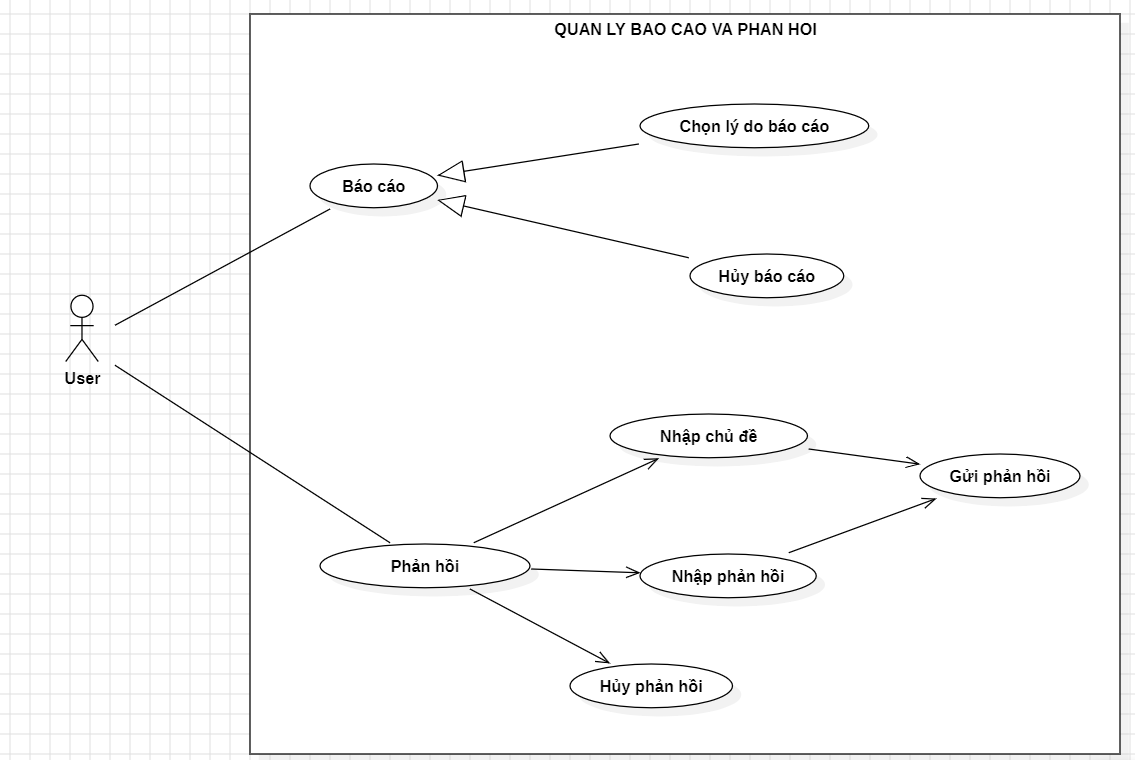 QUAN LY BAO CAO VA PHAN HOI
Chọn lý do báo cáo
Báo cáo
Hủy báo cáo
User
Nhập chủ đề
Gửi phản hồi
Phản hồi
Nhập phản hồi
Hủy phản hồi